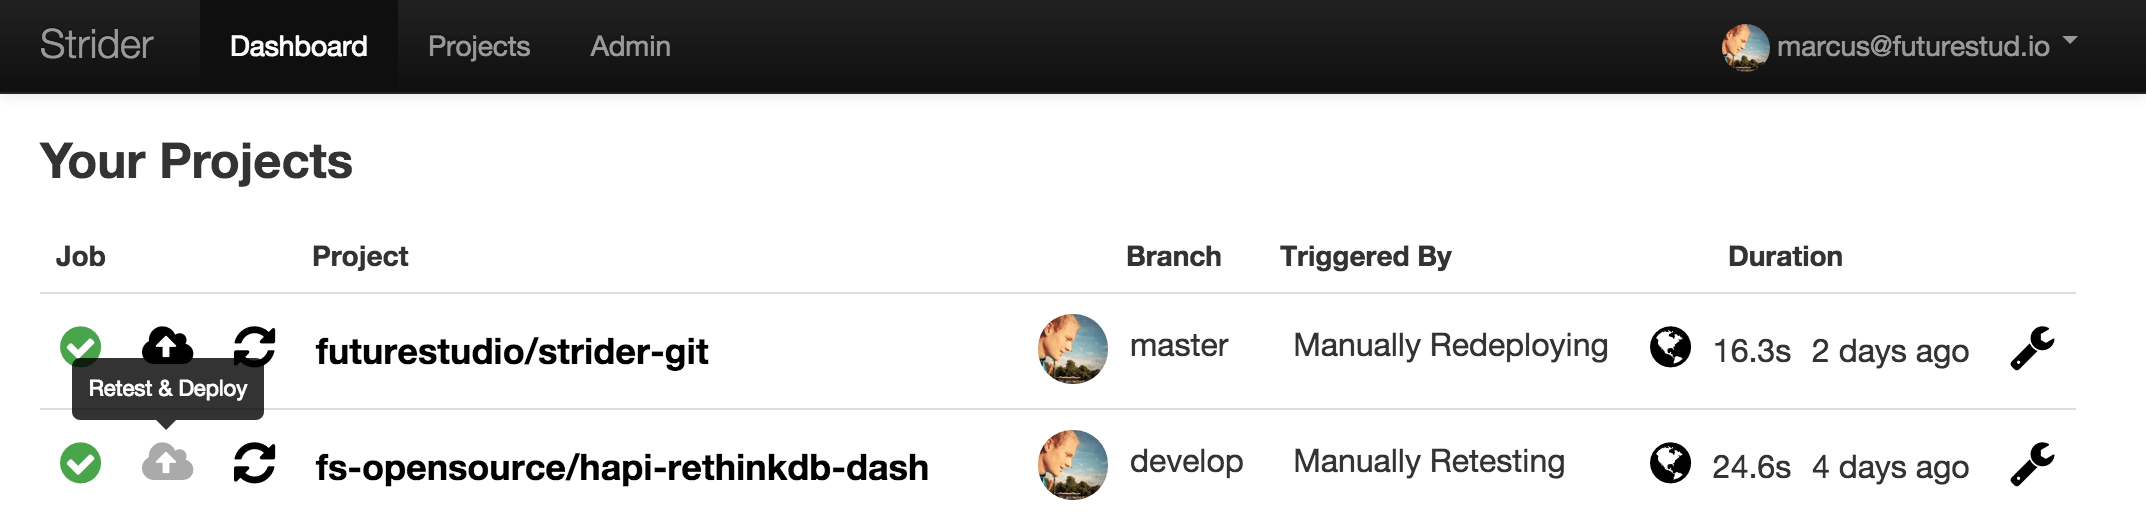 Strider Dashboard Projects Admin marcus@futurestud.io
Your Projects
Job Project Branch Triggered By Duration
futurestudio/strider-git master Manually Redeploying 16.3s 2 days ago
Retest & Deploy
fs-opensource/hapi-rethinkdb-dash develop Manually Retesting 24.6s 4 days ago